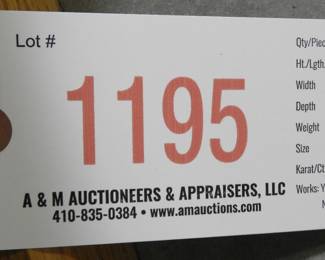 Lot #
1195
A & M AUCTIONEERS & APPRAISERS, LLC
410-835-0384 • www.amauctions.com
Qty/Piec
Ht./Lgth.
Width
Depth
Weight
Size
Karat/Ct
Works: Y
N